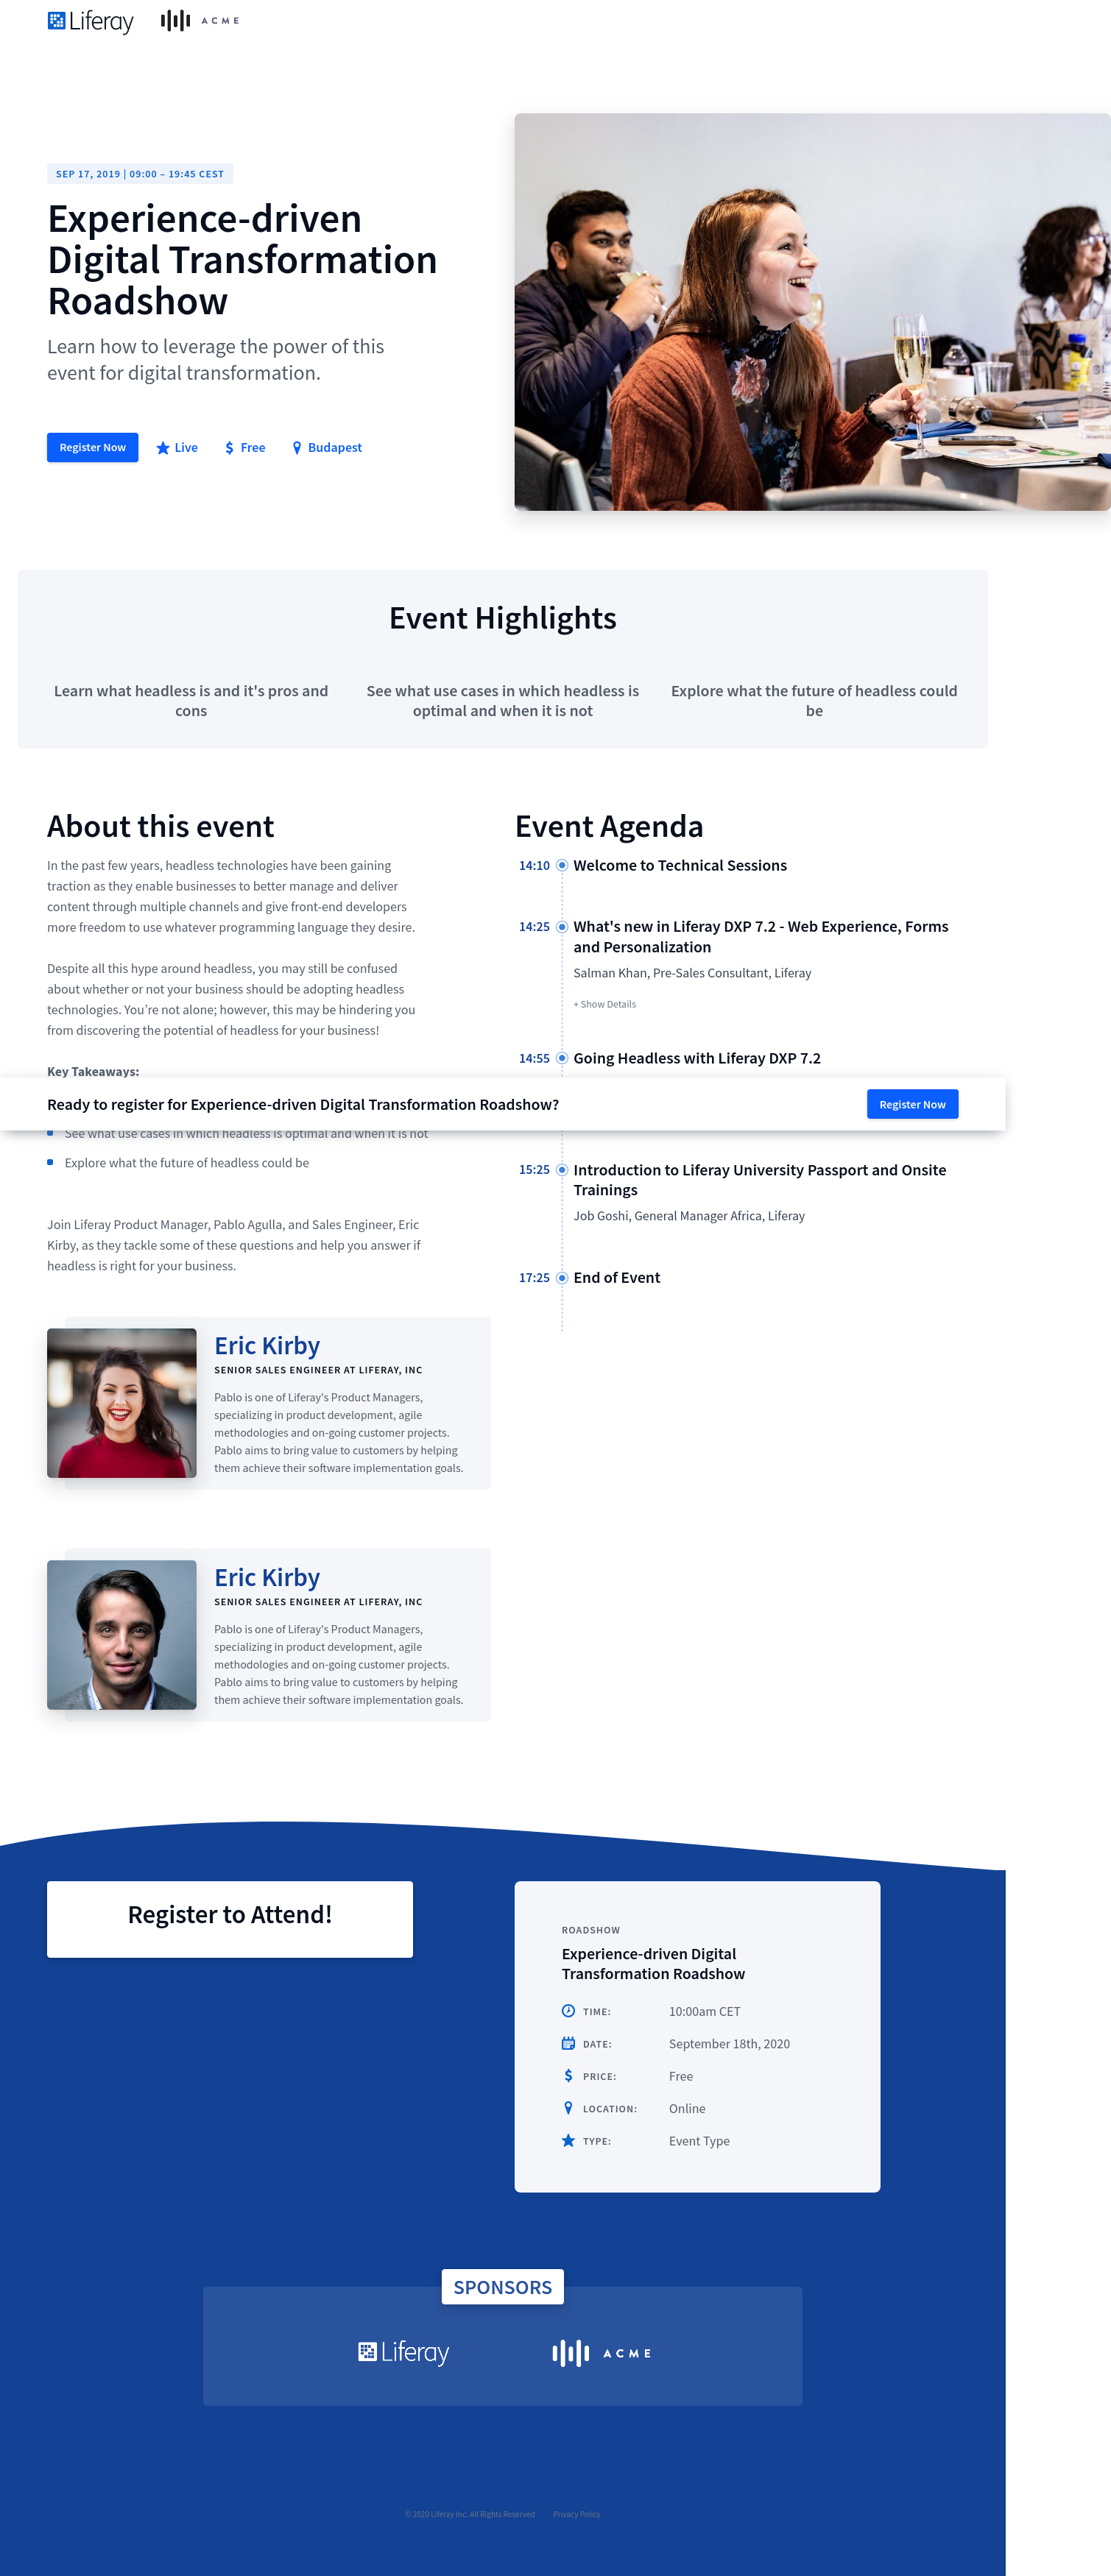 Liferay ACME
SEP 17, 2019 | 09:00 – 19:45 CEST
Experience-driven
Digital Transformation
Roadshow
Learn how to leverage the power of this
event for digital transformation.
Register Now
Live
Free
Budapest
Event Highlights
Learn what headless is and it's pros and
cons
See what use cases in which headless is
optimal and when it is not
Explore what the future of headless could
be
About this event
In the past few years, headless technologies have been gaining
traction as they enable businesses to better manage and deliver
content through multiple channels and give front-end developers
more freedom to use whatever programming language they desire.
Despite all this hype around headless, you may still be confused
about whether or not your business should be adopting headless
technologies. You’re not alone; however, this may be hindering you
from discovering the potential of headless for your business!
Key Takeaways:
Ready to register for Experience-driven Digital Transformation Roadshow?
Register Now
See what use cases in which headless is optimal and when it is not
Explore what the future of headless could be
Join Liferay Product Manager, Pablo Agulla, and Sales Engineer, Eric
Kirby, as they tackle some of these questions and help you answer if
headless is right for your business.
Eric Kirby
SENIOR SALES ENGINEER AT LIFERAY, INC
Pablo is one of Liferay's Product Managers,
specializing in product development, agile
methodologies and on-going customer projects.
Pablo aims to bring value to customers by helping
them achieve their software implementation goals.
Eric Kirby
SENIOR SALES ENGINEER AT LIFERAY, INC
Pablo is one of Liferay's Product Managers,
specializing in product development, agile
methodologies and on-going customer projects.
Pablo aims to bring value to customers by helping
them achieve their software implementation goals.
Event Agenda
14:10 Welcome to Technical Sessions
14:25 What's new in Liferay DXP 7.2 - Web Experience, Forms
and Personalization
Salman Khan, Pre-Sales Consultant, Liferay
+ Show Details
14:55 Going Headless with Liferay DXP 7.2
15:25 Introduction to Liferay University Passport and Onsite
Trainings
Job Goshi, General Manager Africa, Liferay
17:25 End of Event
Register to Attend!
ROADSHOW
Experience-driven Digital
Transformation Roadshow
TIME: 10:00am CET
DATE: September 18th, 2020
PRICE: Free
LOCATION: Online
TYPE: Event Type
SPONSORS
Liferay ACME
© 2020 Liferay Inc. All Rights Reserved Privacy Policy